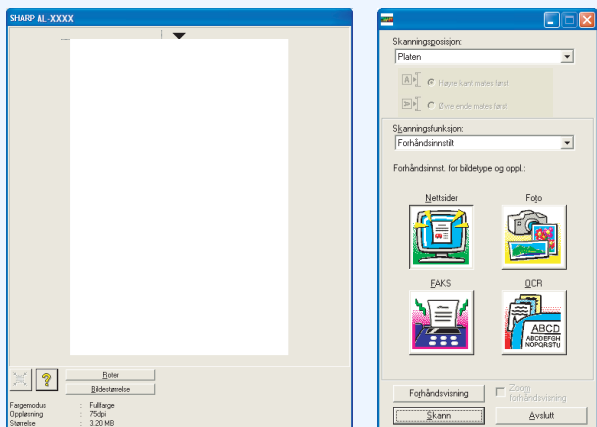 SHARP AL-XXXX
Roter
Bildestørrelse
Fargemodus : Fullfarge
Oppløsning : 75dpi
Størrelse : 3.20 MB
Skanningsposisjon:
Platen
Høyre kant mates først
Øvre ende mates først
Skanningsfunksjon:
Forhåndsinnstilt
Forhåndsinnst. for bildetype og oppl.:
Nettsider
Foto
FAKS
OCR
ABCD
ABCDEFGH
NOPQRSTU
Forhåndsvisning
Zoom
forhåndsvisning
Skann
Avslutt